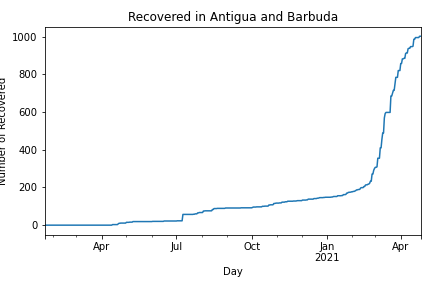 Recovered in Antigua and Barbuda
Number of Recovered
1000
800
600
400
200
0
Apr
Jul
Oct
Jan
2021
Apr
Day